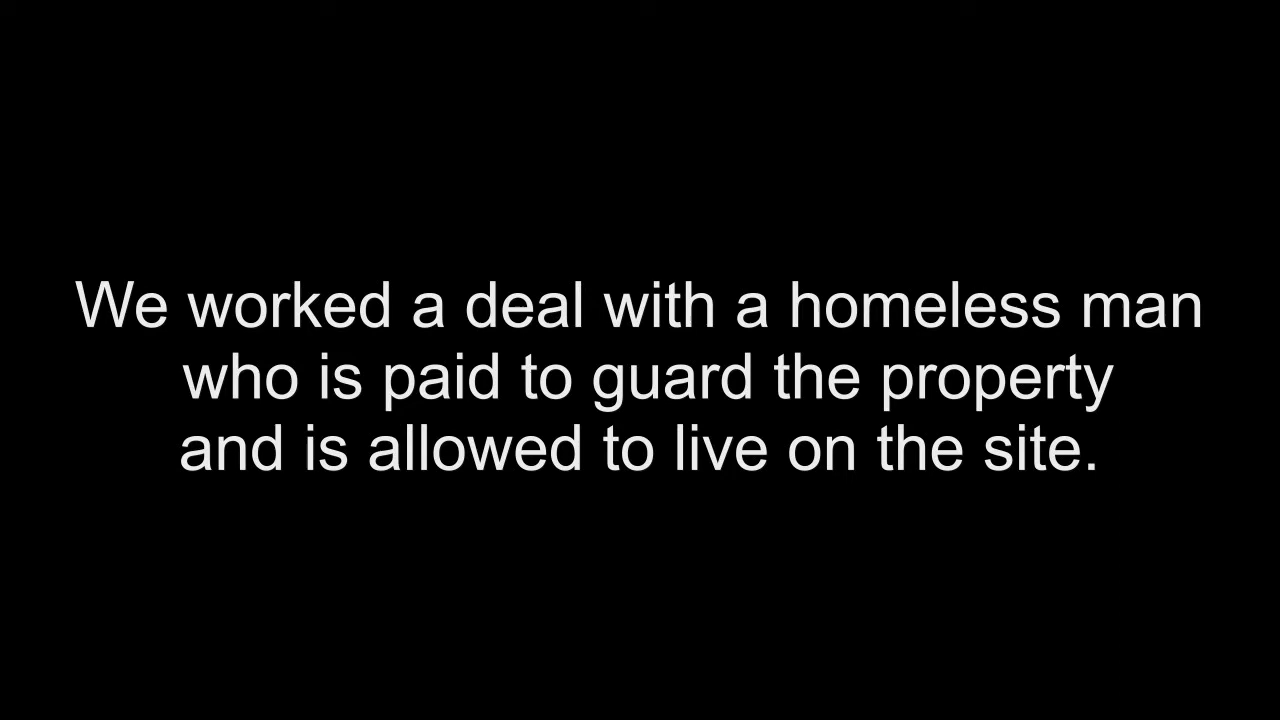 We worked a deal with a homeless man
who is paid to guard the property
and is allowed to live on the site.